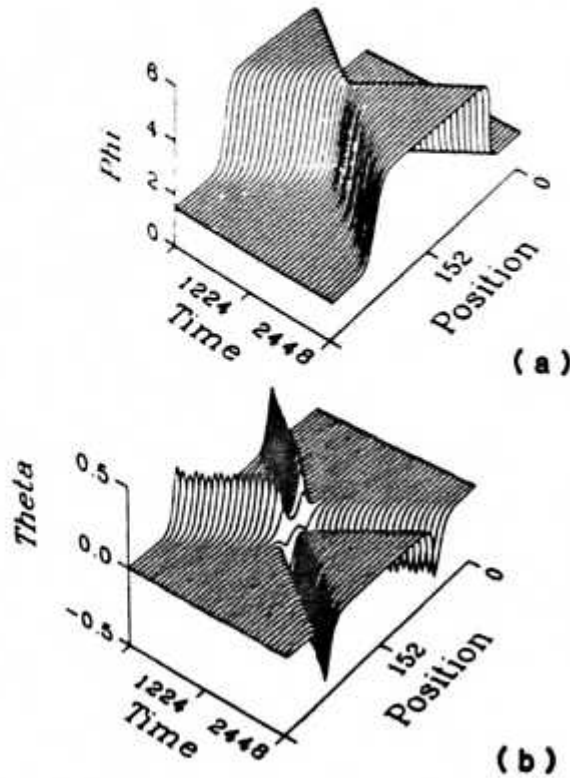 6
4
2
0
Phi
1224
2448
Time
0
152
Position
(a)
0.5
0.0
-0.5
Theta
1224
2448
Time
0
152
Position
(b)